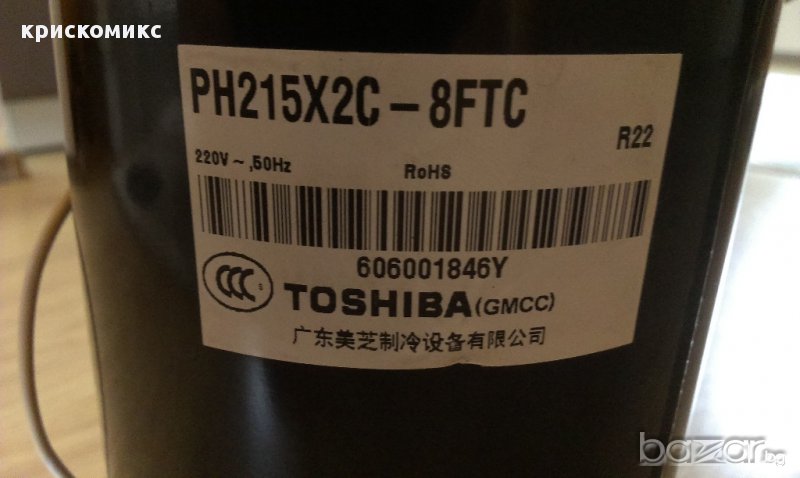 крискомикс
PH215X2C-8FTC
R22
220V~,50Hz RoHS
606001846Y
CCC S TOSHIBA(GMCC)
广东美芝制冷设备有限公司
bazar.bg